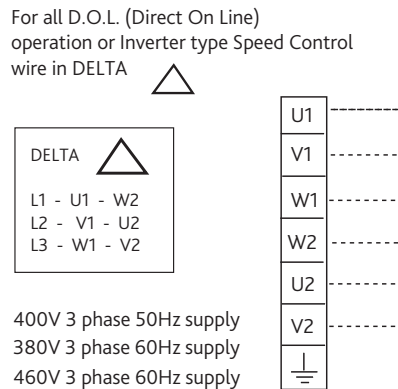 For all D.O.L. (Direct On Line)
operation or Inverter type Speed Control
wire in DELTA
DELTA
L1 - U1 - W2
L2 - V1 - U2
L3 - W1 - V2
400V 3 phase 50Hz supply
380V 3 phase 60Hz supply
460V 3 phase 60Hz supply
U1
V1
W1
W2
U2
V2